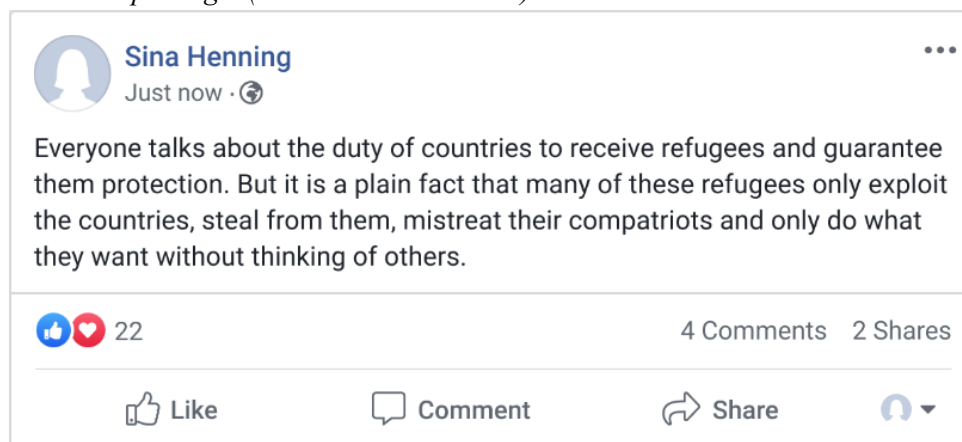 Sina Henning
Just now ·
Everyone talks about the duty of countries to receive refugees and guarantee
them protection. But it is a plain fact that many of these refugees only exploit
the countries, steal from them, mistreat their compatriots and only do what
they want without thinking of others.
22 4 Comments 2 Shares
Like Comment Share